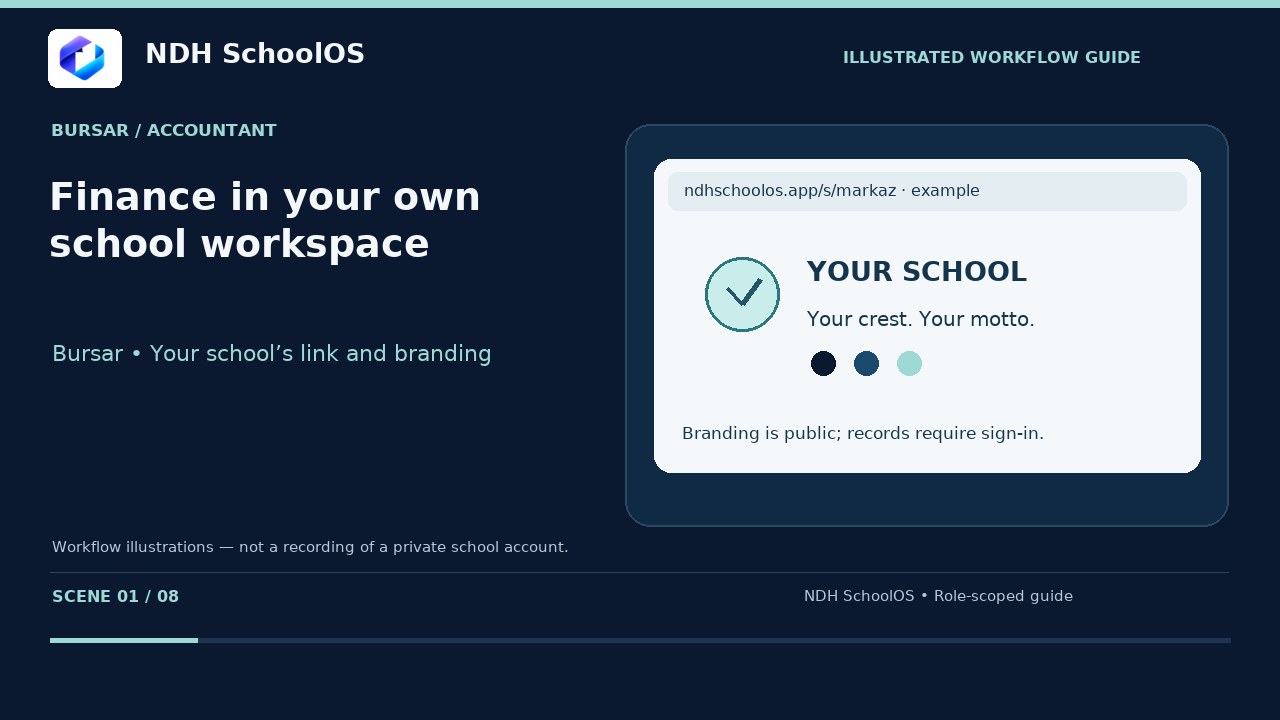 NDH SchoolOS
ILLUSTRATED WORKFLOW GUIDE
BURSAR / ACCOUNTANT
Finance in your own
school workspace
Bursar • Your school’s link and branding
ndhschoolos.app/s/markaz · example
YOUR SCHOOL
Your crest. Your motto.
Branding is public; records require sign-in.
Workflow illustrations — not a recording of a private school account.
SCENE 01 / 08
NDH SchoolOS • Role-scoped guide